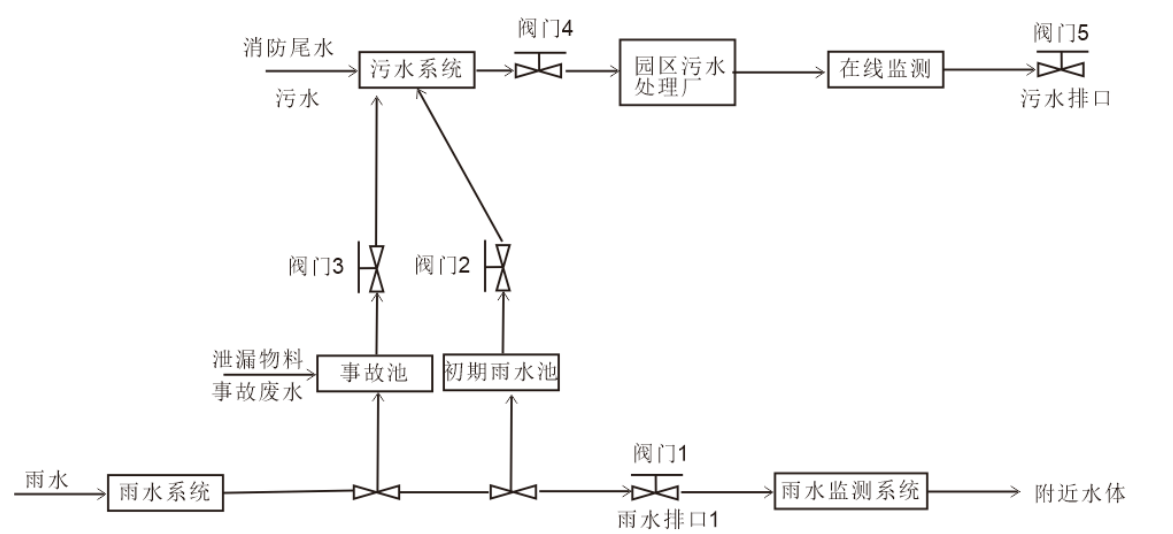 阀门4
阀门5
消防尾水
污水系统
园区污水
处理厂
在线监测
污水
污水排口
阀门3
阀门2
泄漏物料
事故池
初期雨水池
事故废水
阀门1
雨水
雨水系统
雨水监测系统
附近水体
雨水排口1